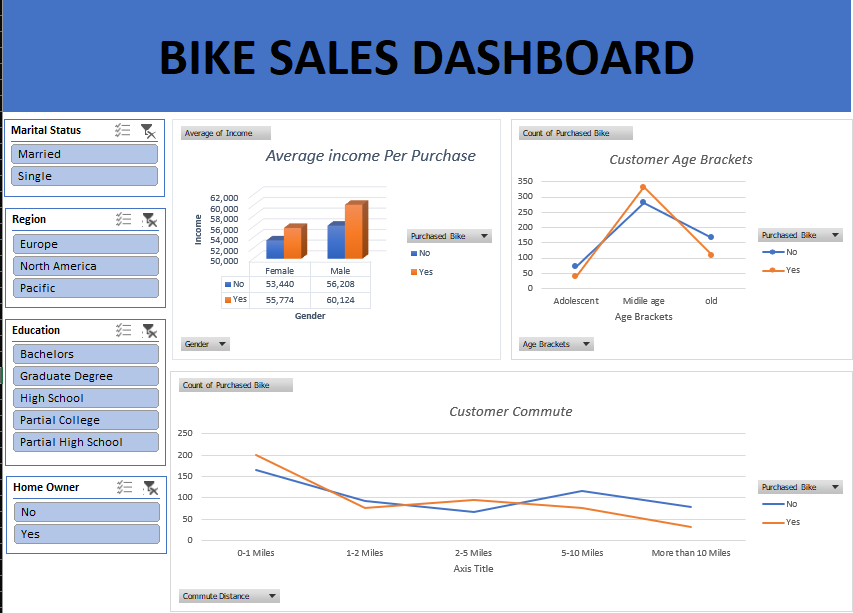 BIKE SALES DASHBOARD
Marital Status
Married
Single
Region
Europe
North America
Pacific
Education
Bachelors
Graduate Degree
High School
Partial College
Partial High School
Home Owner
No
Yes
Average of Income
Average income Per Purchase
62,000
60,000
58,000
56,000
54,000
52,000
50,000
Income
Female Male
No 53,440 56,208
Yes 55,774 60,124
Gender
Purchased Bike
No
Yes
Gender
Count of Purchased Bike
Customer Age Brackets
350
300
250
200
150
100
50
0
Adolescent Midile age old
Age Brackets
Purchased Bike
No
Yes
Age Brackets
Count of Purchased Bike
Customer Commute
250
200
150
100
50
0
0-1 Miles 1-2 Miles 2-5 Miles 5-10 Miles More than 10 Miles
Axis Title
Purchased Bike
No
Yes
Commute Distance